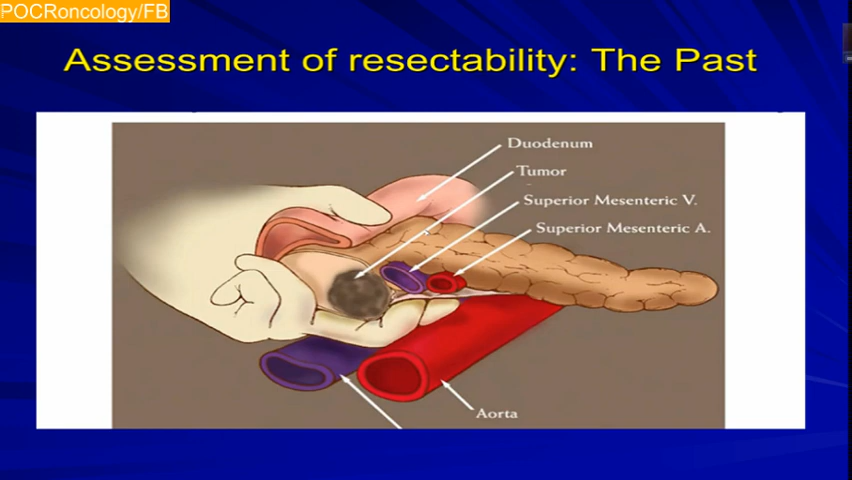 POCRoncology/FB
Assessment of resectability: The Past
Duodenum
Tumor
Superior Mesenteric V.
Superior Mesenteric A.
Aorta